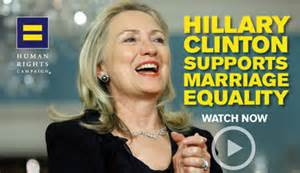 HUMAN
RIGHTS
CAMPAIGN
HILLARY
CLINTON
SUPPORTS
MARRIAGE
EQUALITY
WATCH NOW